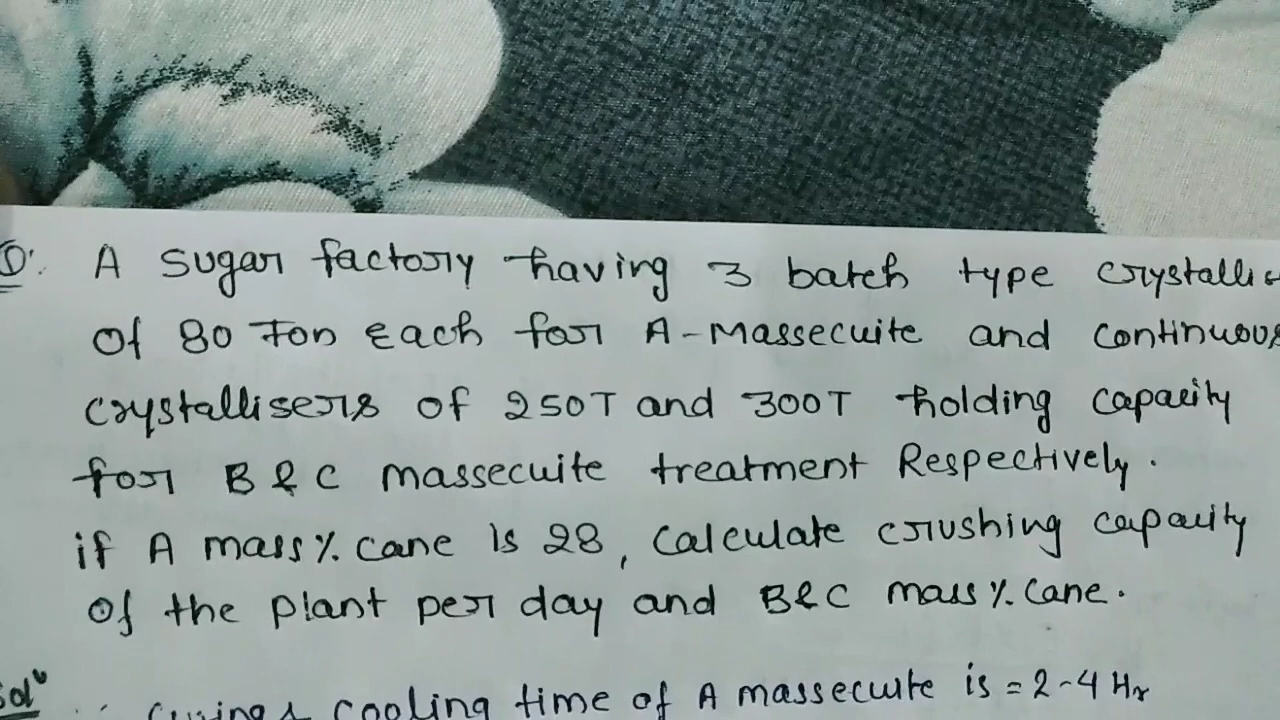 Q. A sugar factory having 3 batch type
of 80 Ton each for A-Massecuite and continuous
crystallisers of 250T and 300T holding capacity
for B & C massecuite treatment Respectively.
if A mass%. cane is 28, calculate crushing capacity
of the plant per day and B&C mass %. cane.
Solⁿ cooling time of A massecuite is = 2-4 Hr